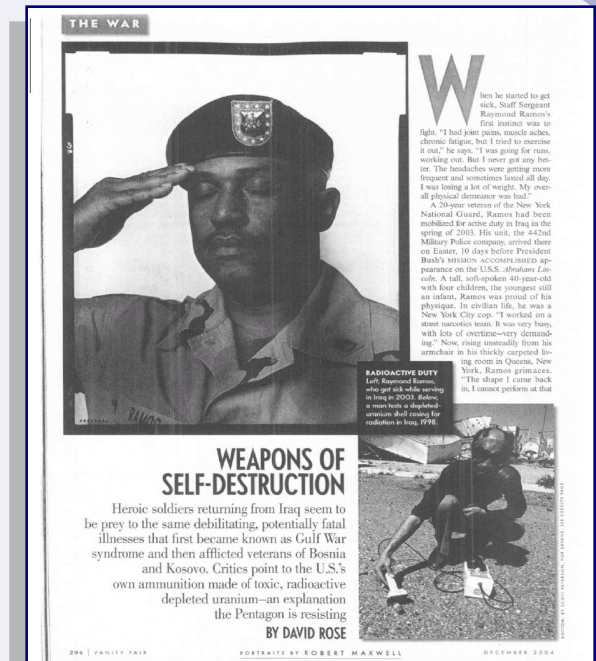 THE WAR
When he started to get
sick, Staff Sergeant
Raymond Ramos's
first instinct was to
fight. "I had joint pains, muscle aches,
chronic fatigue, but I tried to exercise
it out," he says. "I was going for runs,
working out. But I never got any bet-
ter. The headaches were getting more
frequent and sometimes lasted all day.
I was losing a lot of weight. My over-
all physical demeanor was bad."
A 20-year veteran of the New York
National Guard, Ramos had been
mobilized for active duty in Iraq in the
spring of 2003. His unit, the 442nd
Military Police company, arrived there
on Easter, 10 days before President
Bush's MISSION ACCOMPLISHED ap-
pearance on the U.S.S. Abraham Lin-
coln. A tall, soft-spoken 40-year-old
with four children, the youngest still
an infant, Ramos was proud of his
physique. In civilian life, he was a
New York City cop. "I worked on a
street narcotics team. It was very busy,
with lots of overtime—very demand-
ing." Now, rising unsteadily from his
armchair in his thickly carpeted liv-
ing room in Queens, New
York, Ramos grimaces.
"The shape I came back
in, I cannot perform at that
RADIOACTIVE DUTY
Left, Raymond Ramos,
who got sick while serving
in Iraq in 2003. Below,
a man tests a depleted-
uranium shell casing for
radiation in Iraq, 1998.
RAMOS
WEAPONS OF
SELF-DESTRUCTION
Heroic soldiers returning from Iraq seem to
be prey to the same debilitating, potentially fatal
illnesses that first became known as Gulf War
syndrome and then afflicted veterans of Bosnia
and Kosovo. Critics point to the U.S.'s
own ammunition made of toxic, radioactive
depleted uranium—an explanation
the Pentagon is resisting
BY DAVID ROSE
BOTTOM, BY SCOTT PETERSON; FOR DETAILS, SEE CREDITS PAGE
206 | VANITY FAIR
PORTRAITS BY ROBERT MAXWELL
DECEMBER 2004